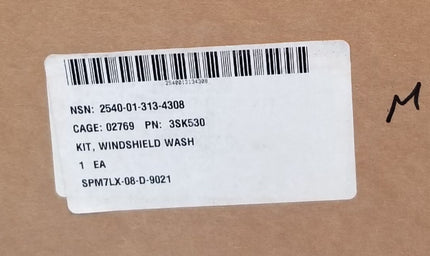 2540013134308
NSN: 2540-01-313-4308
CAGE: 02769 PN: 3SK530
KIT, WINDSHIELD WASH
1 EA
SPM7LX-08-D-9021
M